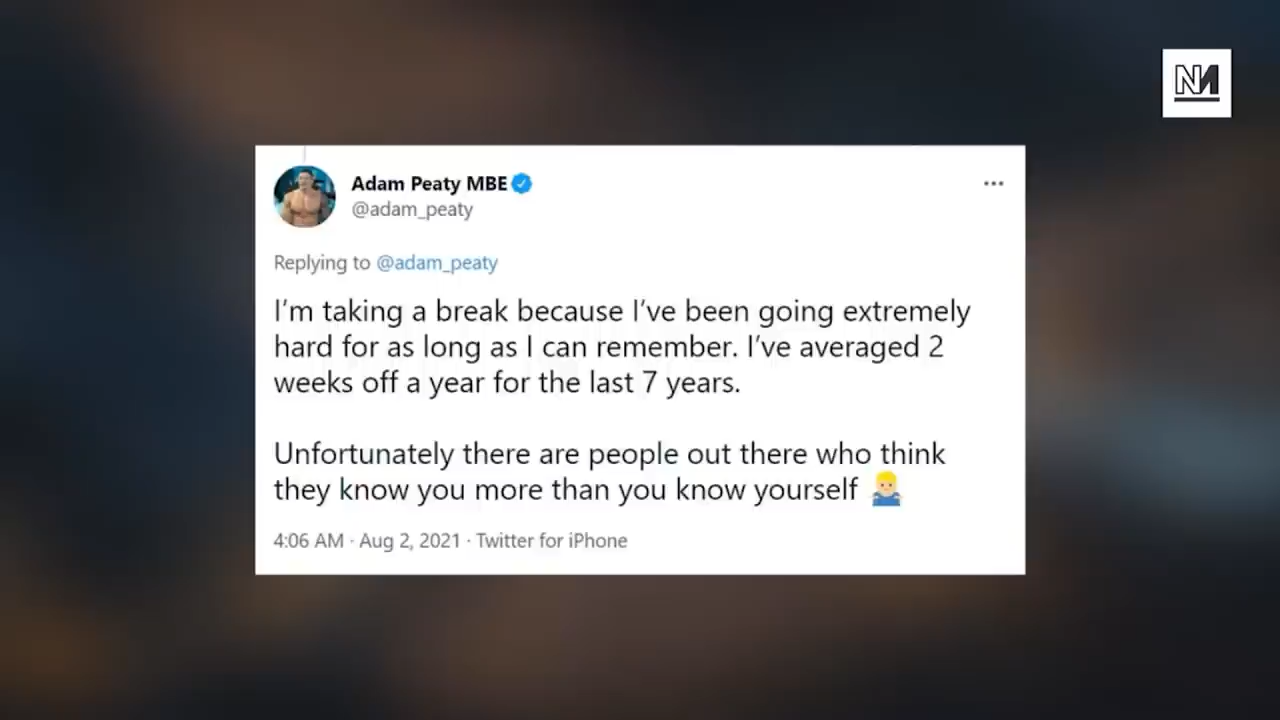 NM
Adam Peaty MBE
@adam_peaty
Replying to @adam_peaty
I'm taking a break because I've been going extremely
hard for as long as I can remember. I've averaged 2
weeks off a year for the last 7 years.
Unfortunately there are people out there who think
they know you more than you know yourself 🤷🏼‍♂️
4:06 AM · Aug 2, 2021 · Twitter for iPhone